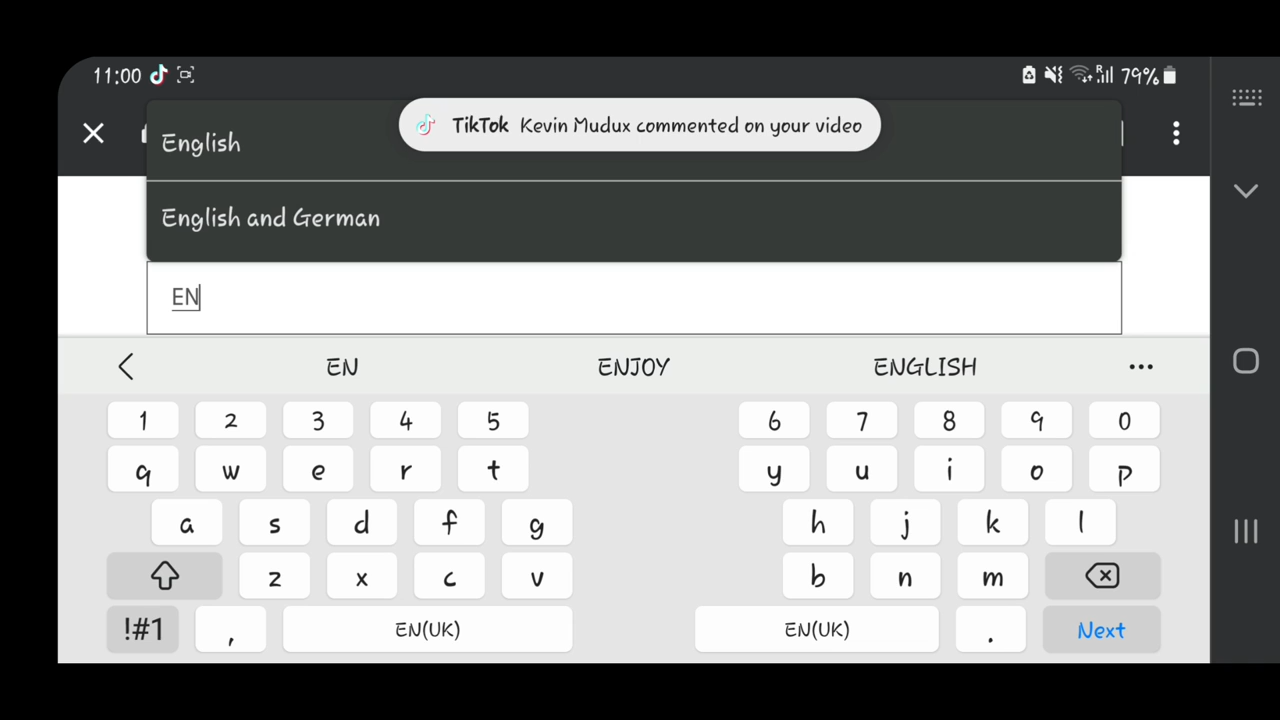 11:00
79%
TikTok Kevin Mudux commented on your video
English
English and German
EN
EN ENJOY ENGLISH
1 2 3 4 5 6 7 8 9 0
q w e r t y u i o p
a s d f g h j k l
z x c v b n m
!#1 , EN(UK) EN(UK) . Next